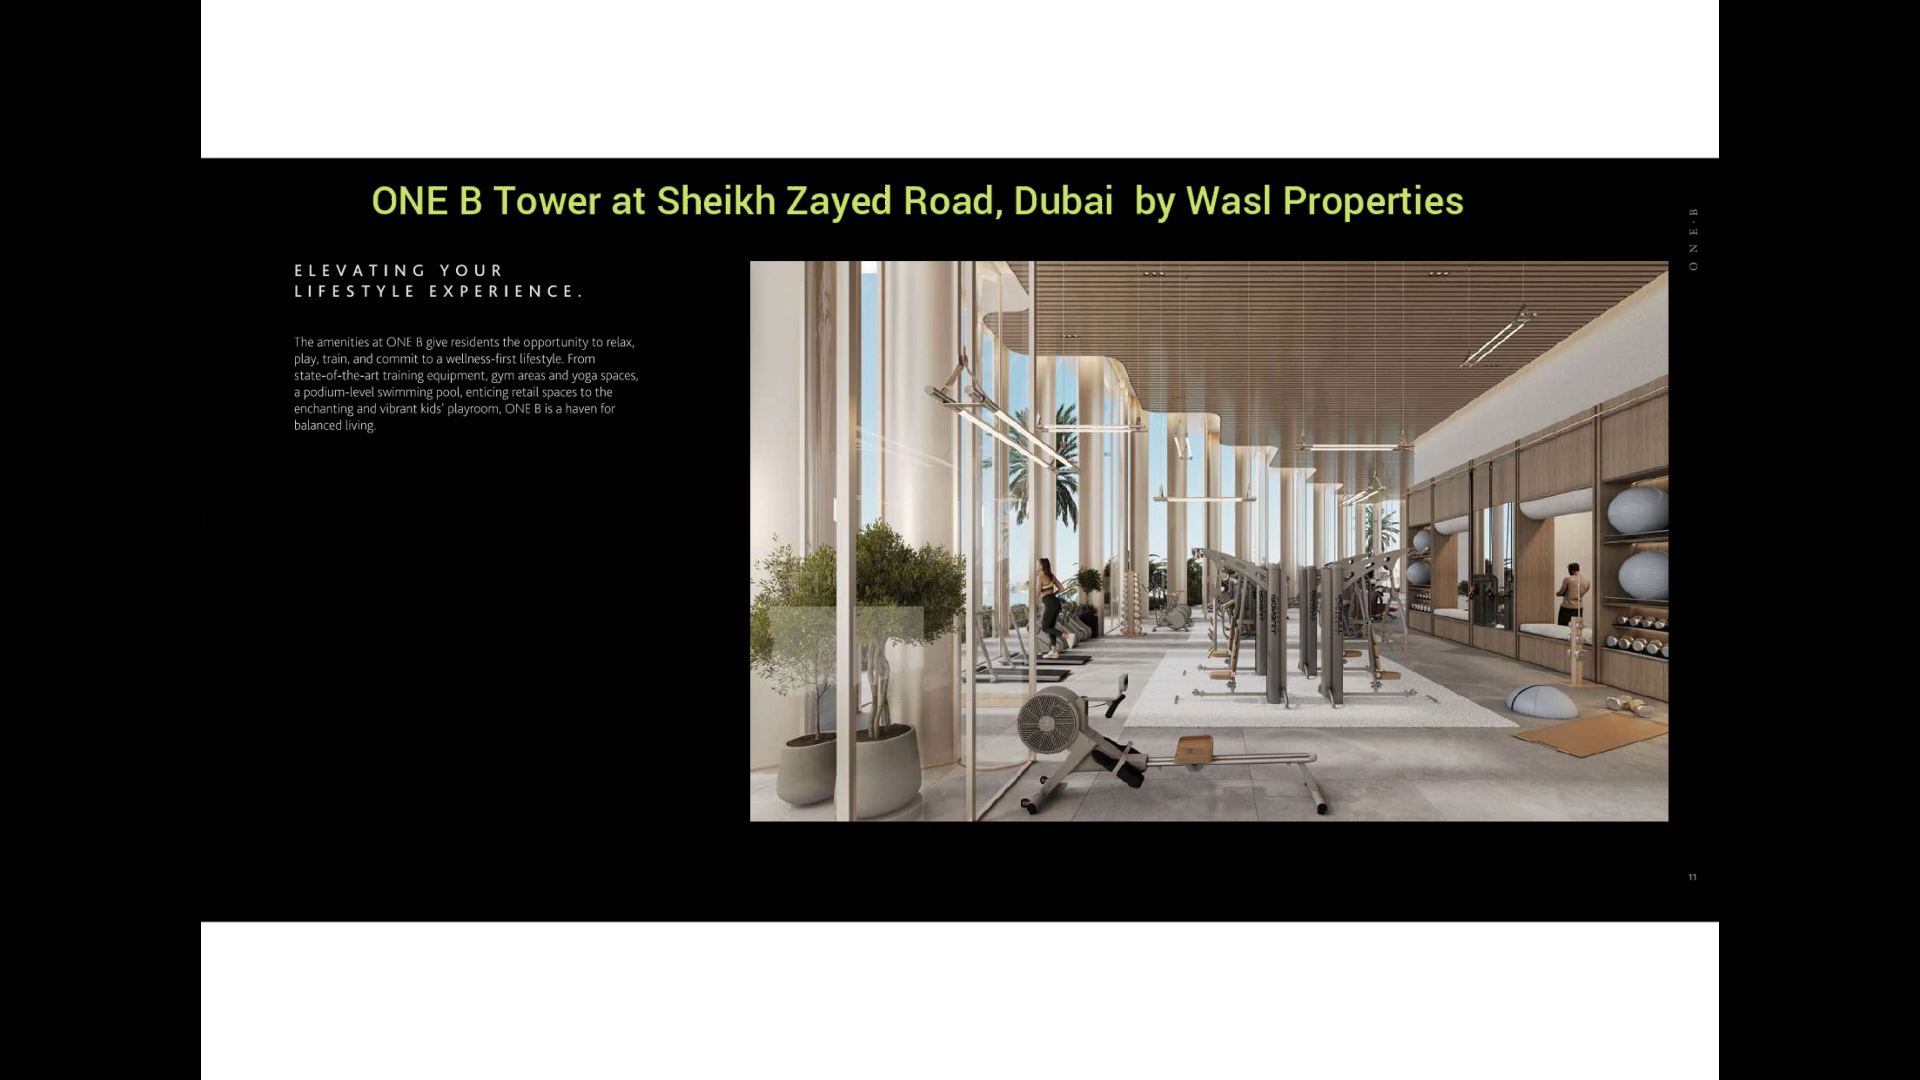 ONE B Tower at Sheikh Zayed Road, Dubai  by Wasl Properties
ONE·B
ELEVATING YOUR
LIFESTYLE EXPERIENCE.
The amenities at ONE B give residents the opportunity to relax,
play, train, and commit to a wellness-first lifestyle. From
state-of-the-art training equipment, gym areas and yoga spaces,
a podium-level swimming pool, enticing retail spaces to the
enchanting and vibrant kids' playroom, ONE B is a haven for
balanced living.
11